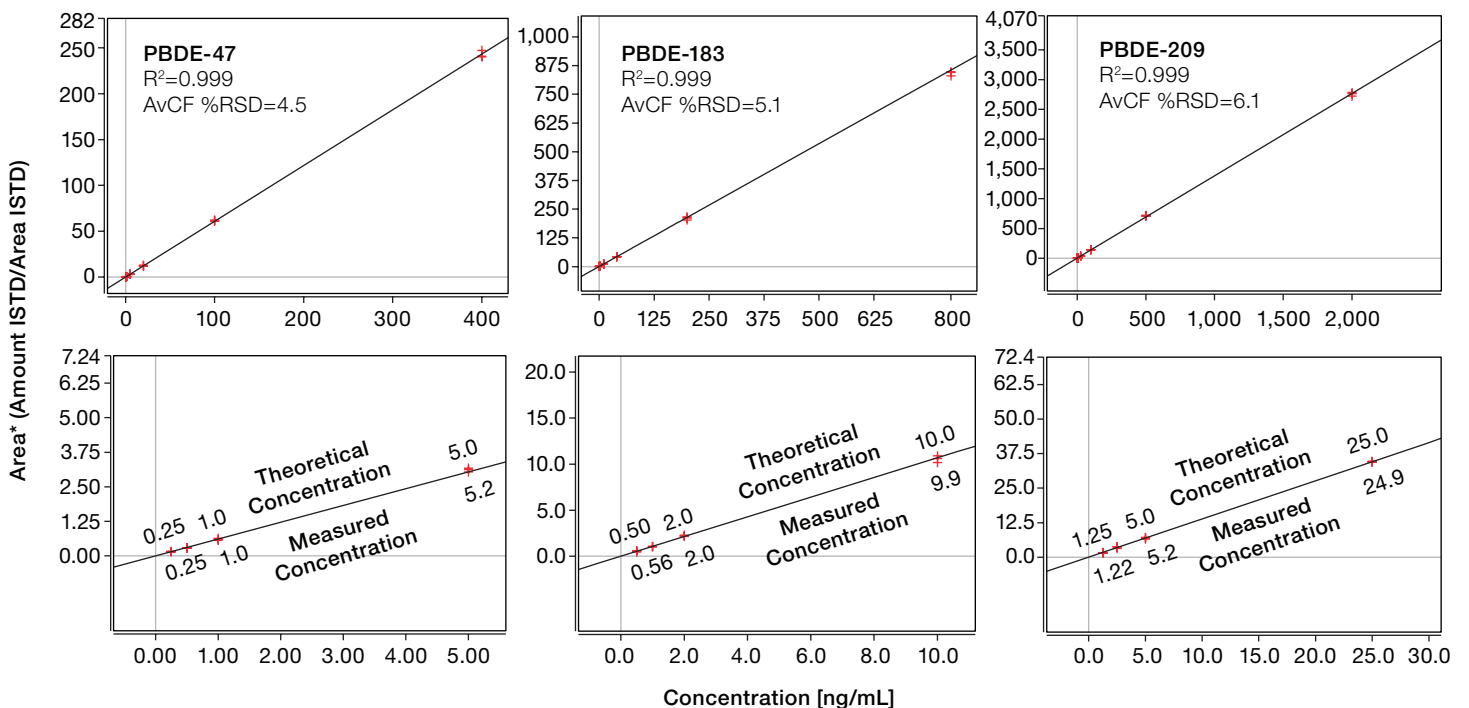 Area* (Amount ISTD/Area ISTD)
282
250
200
150
100
50
0
PBDE-47
R²=0.999
AvCF %RSD=4.5
0 100 200 300 400
1,000
875
750
625
500
375
250
125
0
PBDE-183
R²=0.999
AvCF %RSD=5.1
0 125 250 375 500 625 800
4,070
3,500
3,000
2,500
2,000
1,500
1,000
500
0
PBDE-209
R²=0.999
AvCF %RSD=6.1
0 500 1,000 1,500 2,000
7.24
6.25
5.00
3.75
2.50
1.25
0.00
0.25 1.0
Theoretical
Concentration
5.0
0.25 1.0
Measured
Concentration
5.2
0.00 1.00 2.00 3.00 4.00 5.00
20.0
15.0
10.0
5.0
0.0
0.50 2.0
Theoretical
Concentration
10.0
0.56 2.0
Measured
Concentration
9.9
0.0 2.0 4.0 6.0 8.0 10.0
72.4
62.5
50.0
37.5
25.0
12.5
0.0
1.25 5.0
Theoretical
Concentration
25.0
1.22 5.2
Measured
Concentration
24.9
0.0 5.0 10.0 15.0 20.0 25.0 30.0
Concentration [ng/mL]